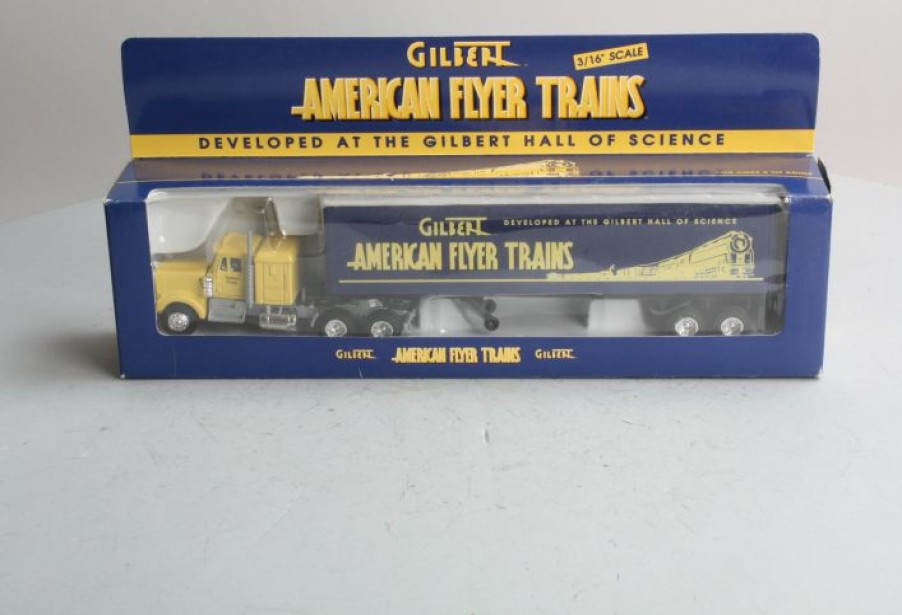 GILBERT
3/16" SCALE
AMERICAN FLYER TRAINS
DEVELOPED AT THE GILBERT HALL OF SCIENCE
GILBERT DEVELOPED AT THE GILBERT HALL OF SCIENCE
AMERICAN FLYER TRAINS
GILBERT AMERICAN FLYER TRAINS GILBERT